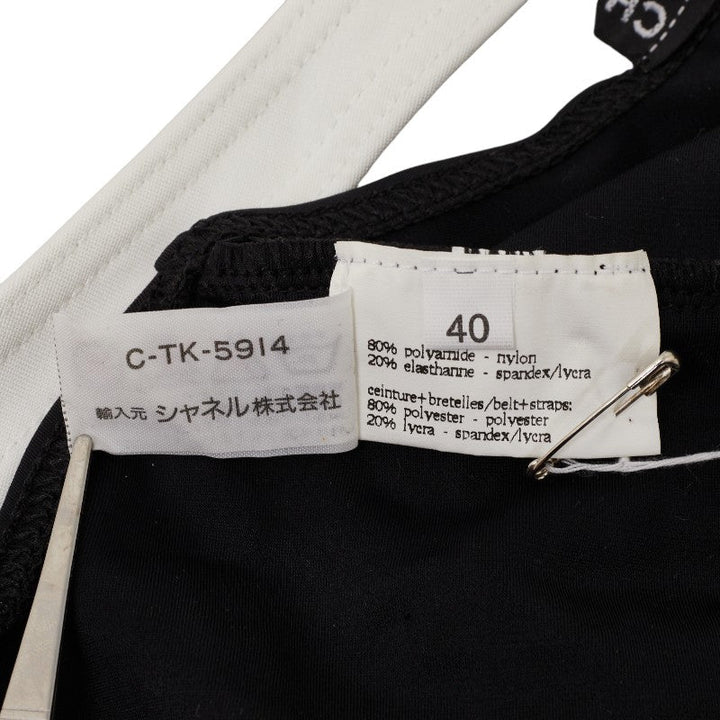 C-TK-5914
輸入元 シャネル株式会社
40
80% polyamide - nylon
20% elasthanne - spandex/lycra
ceinture+bretelles/belt+straps:
80% polyester - polyester
20% lycra - spandex/lycra